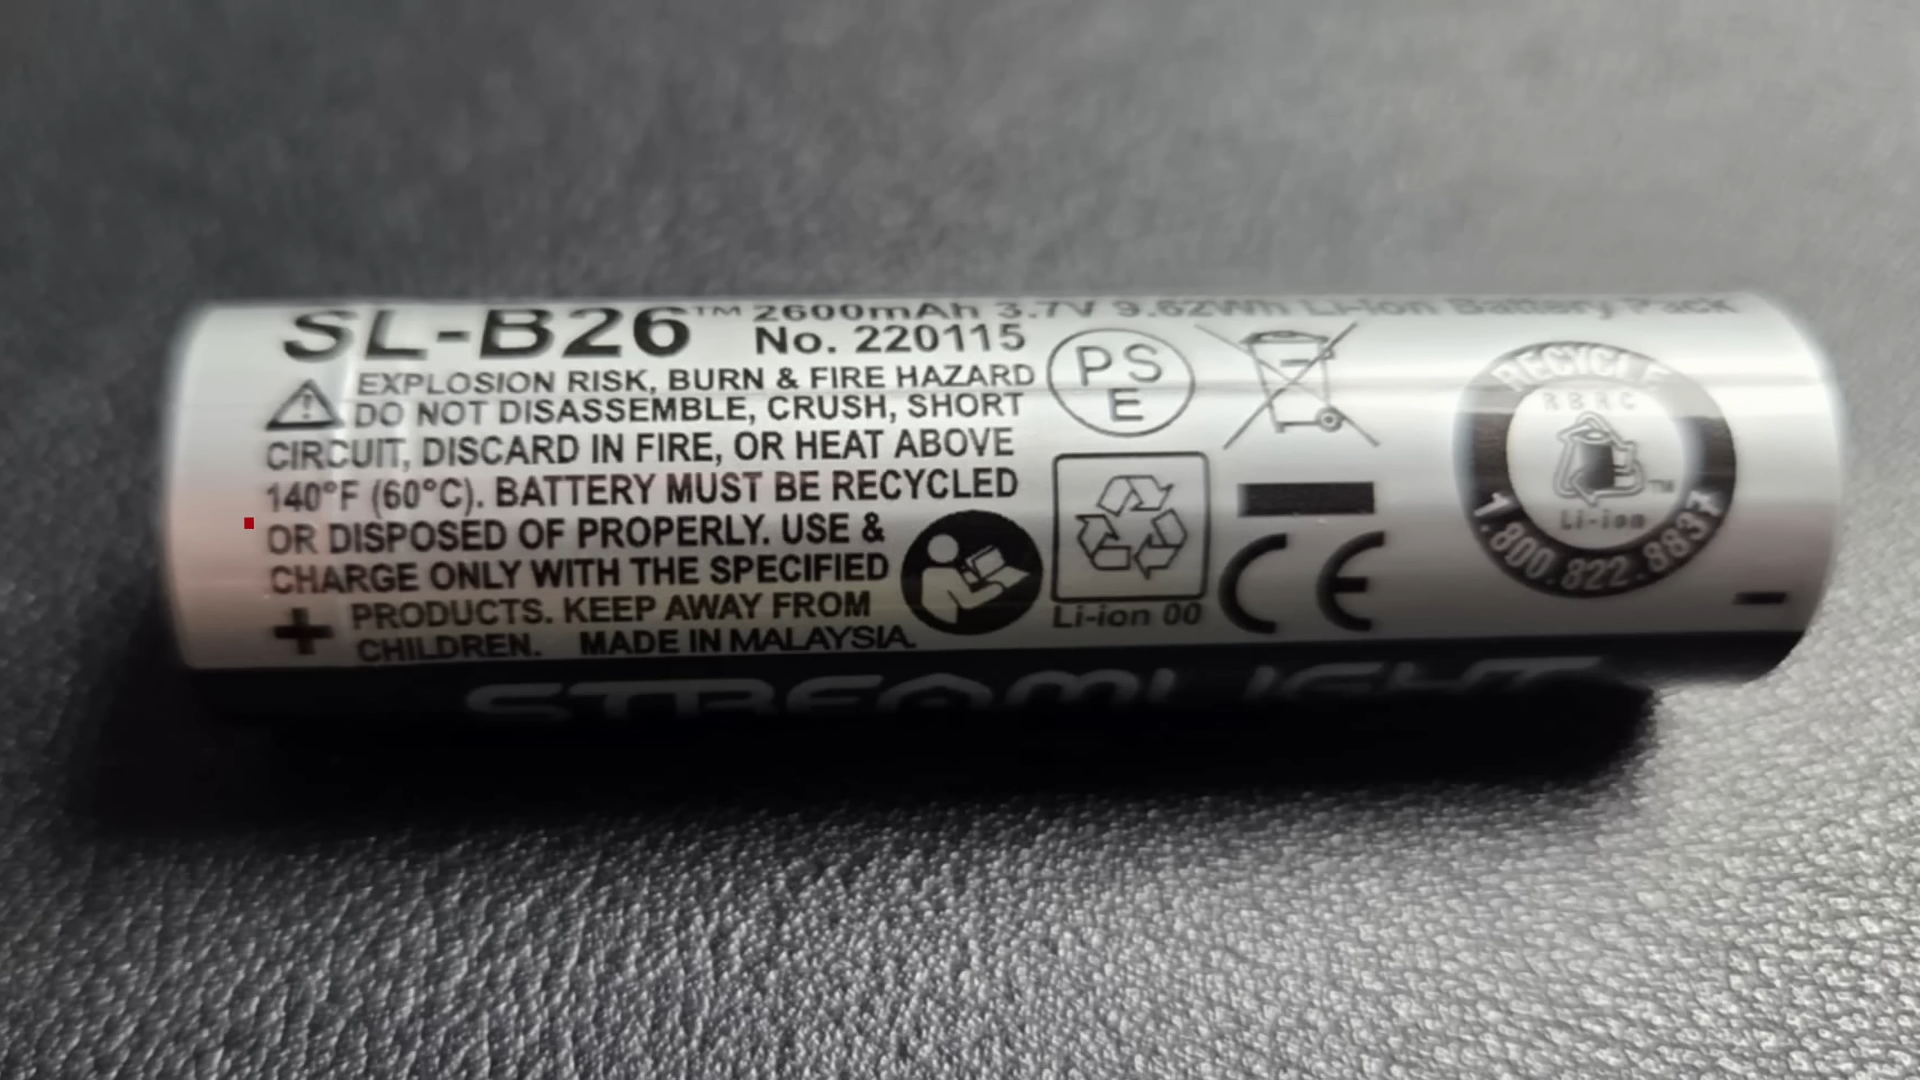 SL-B26™ 2600mAh 3.7V 9.62Wh Li-Ion Battery Pack
No. 220115
EXPLOSION RISK, BURN & FIRE HAZARD
DO NOT DISASSEMBLE, CRUSH, SHORT
CIRCUIT, DISCARD IN FIRE, OR HEAT ABOVE
140°F (60°C). BATTERY MUST BE RECYCLED
OR DISPOSED OF PROPERLY. USE &
CHARGE ONLY WITH THE SPECIFIED
+ PRODUCTS. KEEP AWAY FROM
CHILDREN. MADE IN MALAYSIA.
PS
E
Li-ion 00
CE
RECYCLE
RBRC
TM
Li-ion
1.800.822.8837
-
STREAMLIGHT